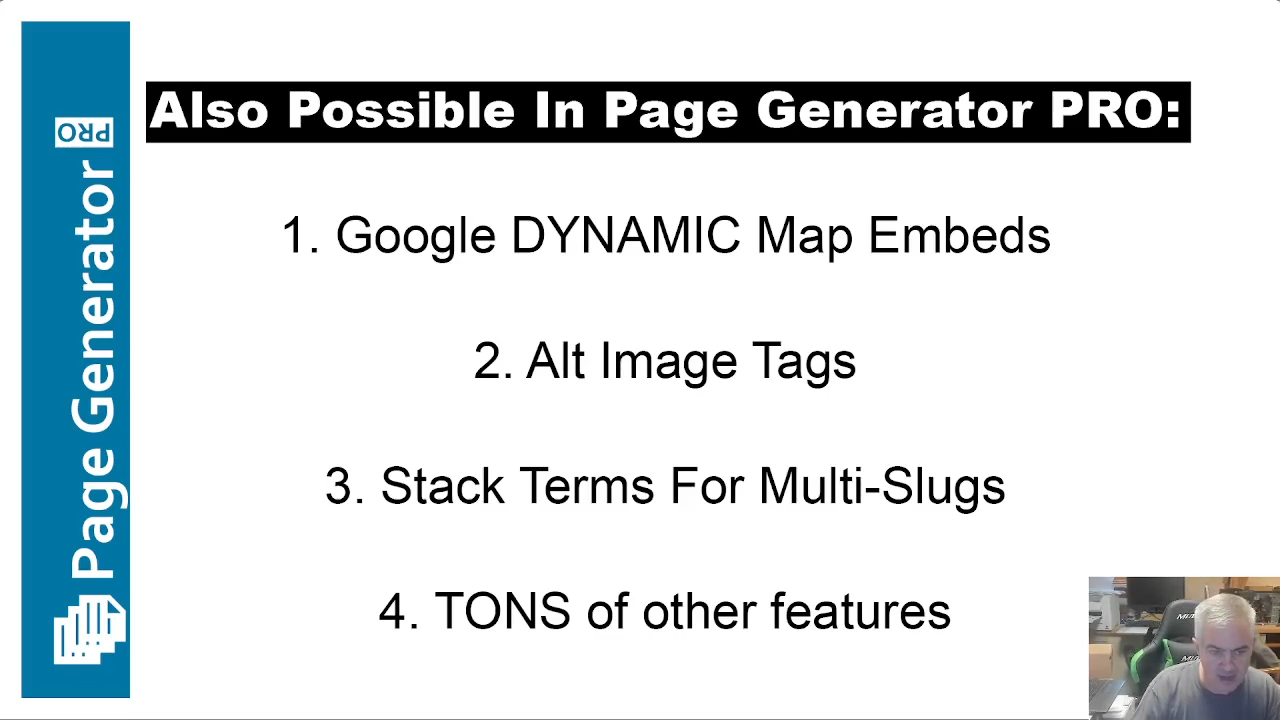 Also Possible In Page Generator PRO:
1. Google DYNAMIC Map Embeds
2. Alt Image Tags
3. Stack Terms For Multi-Slugs
4. TONS of other features
Page Generator PRO